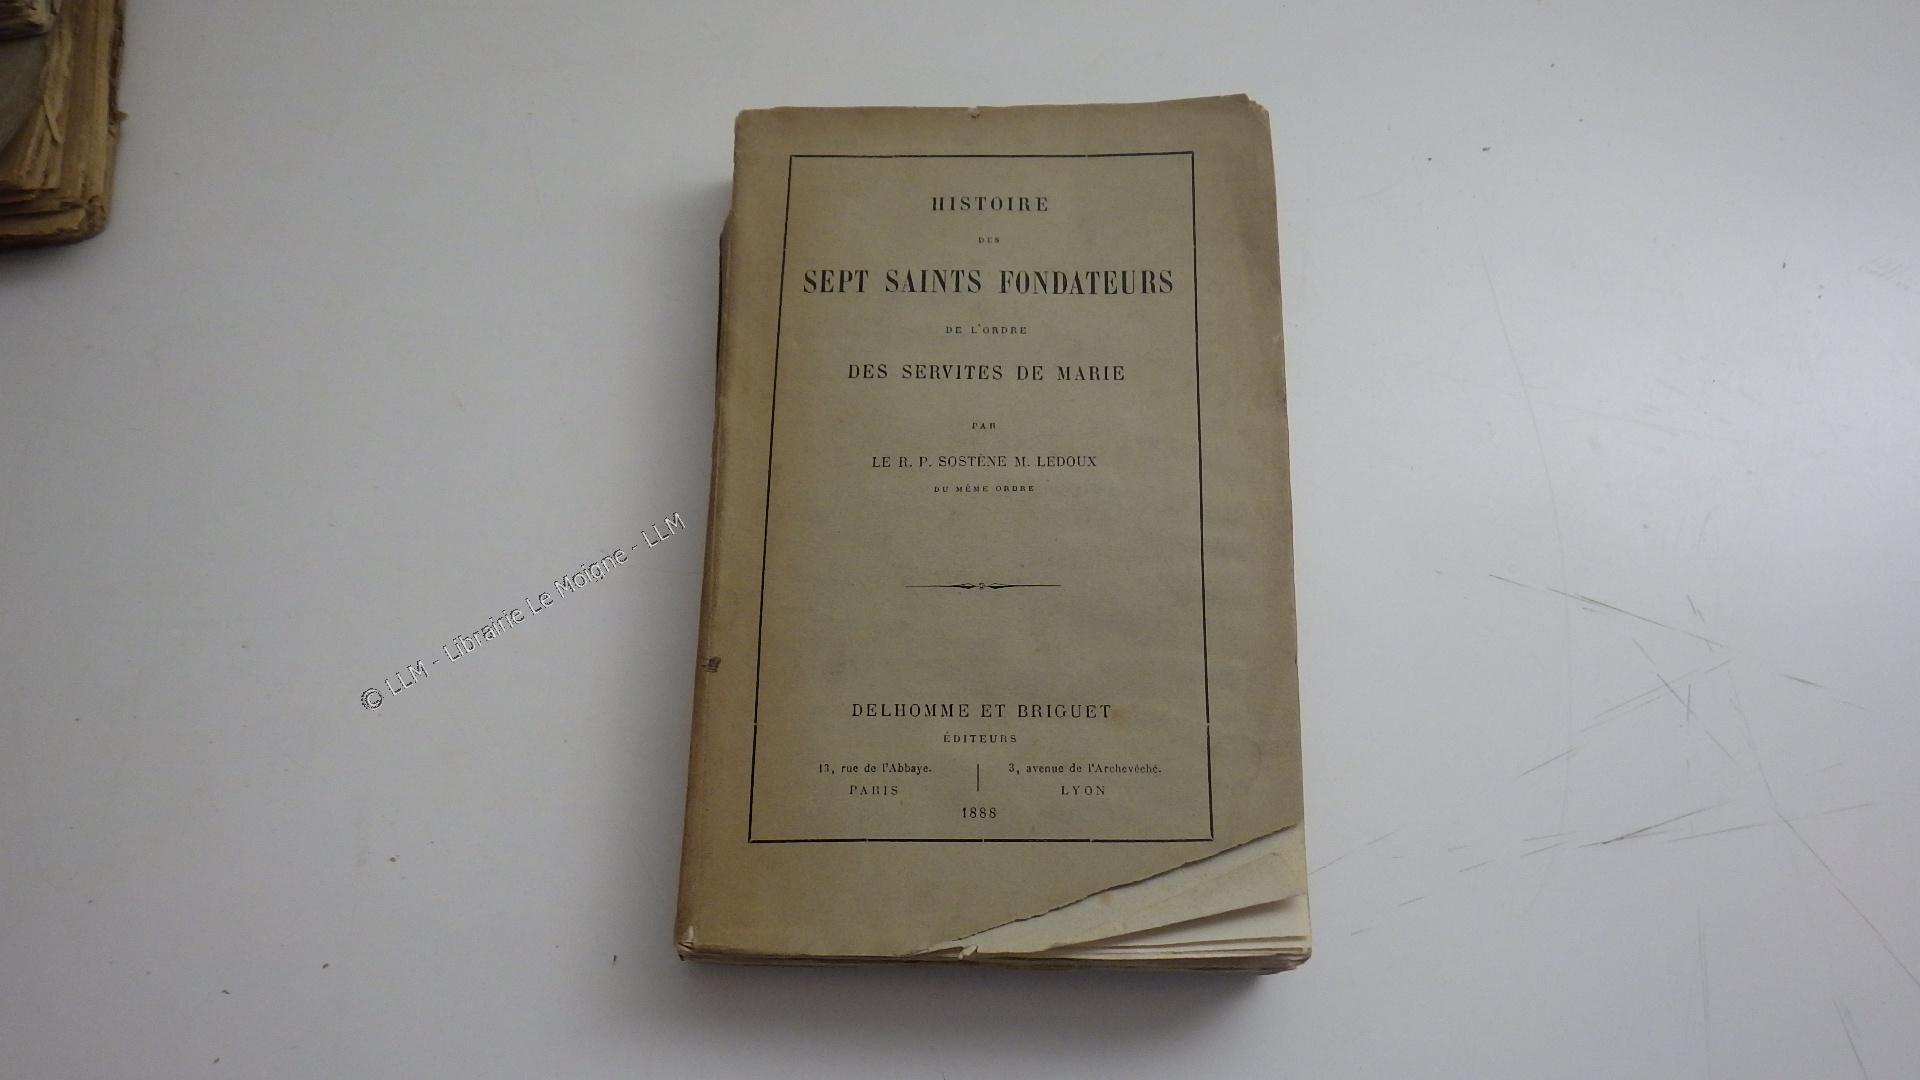 HISTOIRE
DES
SEPT SAINTS FONDATEURS
DE L'ORDRE
DES SERVITES DE MARIE
PAR
LE R. P. SOSTÈNE M. LEDOUX
DU MÊME ORDRE
DELHOMME ET BRIGUET
ÉDITEURS
13, rue de l'Abbaye.
PARIS
3, avenue de l'Archevêché.
LYON
1888
© LLM - Librairie Le Moigne - LLM